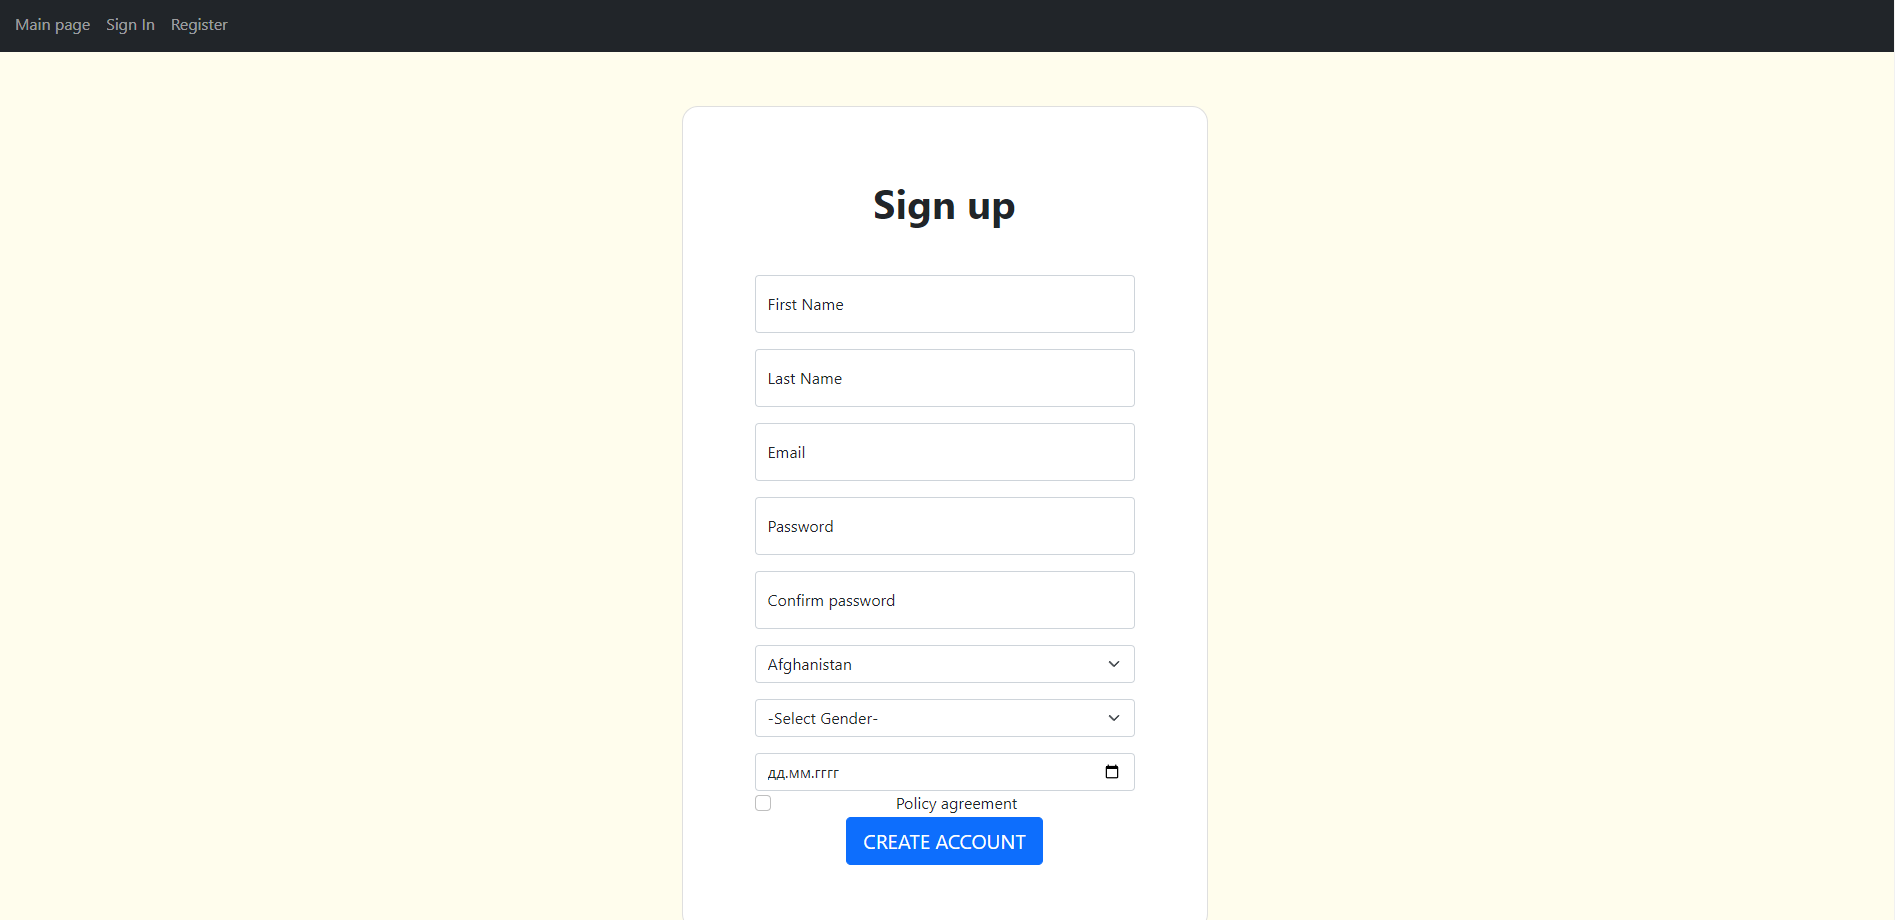 Main page Sign In Register
Sign up
First Name
Last Name
Email
Password
Confirm password
Afghanistan
-Select Gender-
дд.мм.гггг
Policy agreement
CREATE ACCOUNT